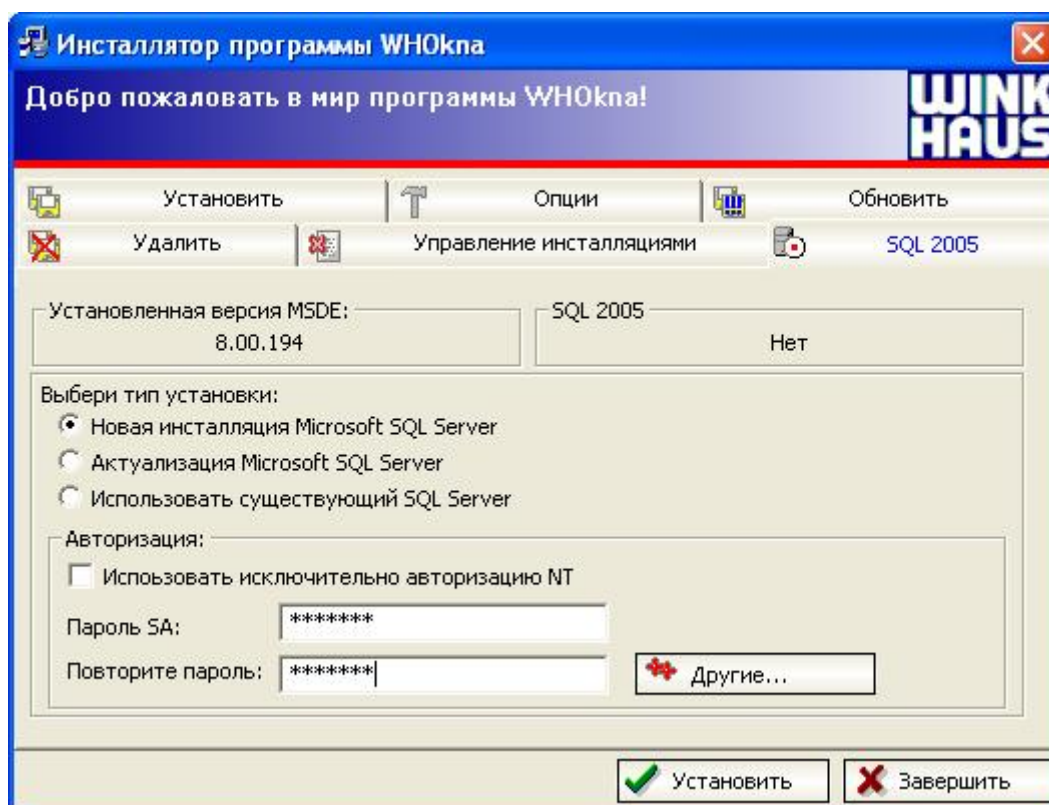 Инсталлятор программы WHOkna
Добро пожаловать в мир программы WHOkna!
WINK
HAUS
Установить
Опции
Обновить
Удалить
Управление инсталляциями
SQL 2005
Установленная версия MSDE:
8.00.194
SQL 2005
Нет
Выбери тип установки:
Новая инсталляция Microsoft SQL Server
Актуализация Microsoft SQL Server
Использовать существующий SQL Server
Авторизация:
Испоьзовать исключительно авторизацию NT
Пароль SA:
*******
Повторите пароль:
*******
Другие...
Установить
Завершить